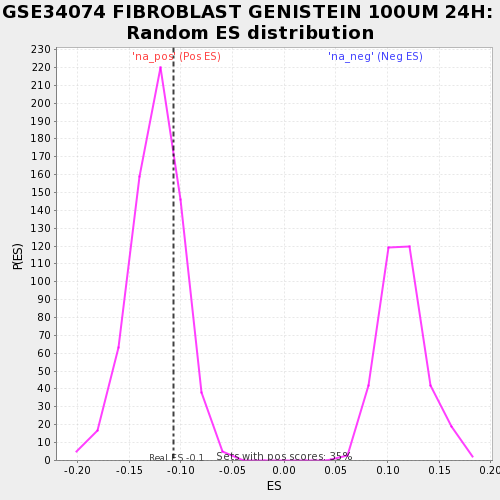 GSE34074 FIBROBLAST GENISTEIN 100UM 24H:
Random ES distribution
'na_pos' (Pos ES)
'na_neg' (Neg ES)
230
220
210
200
190
180
170
160
150
140
130
120
110
100
90
80
70
60
50
40
30
20
10
0
P(ES)
Real ES -0.1
Sets with pos scores: 35%
-0.20 -0.15 -0.10 -0.05 0.00 0.05 0.10 0.15 0.20
ES